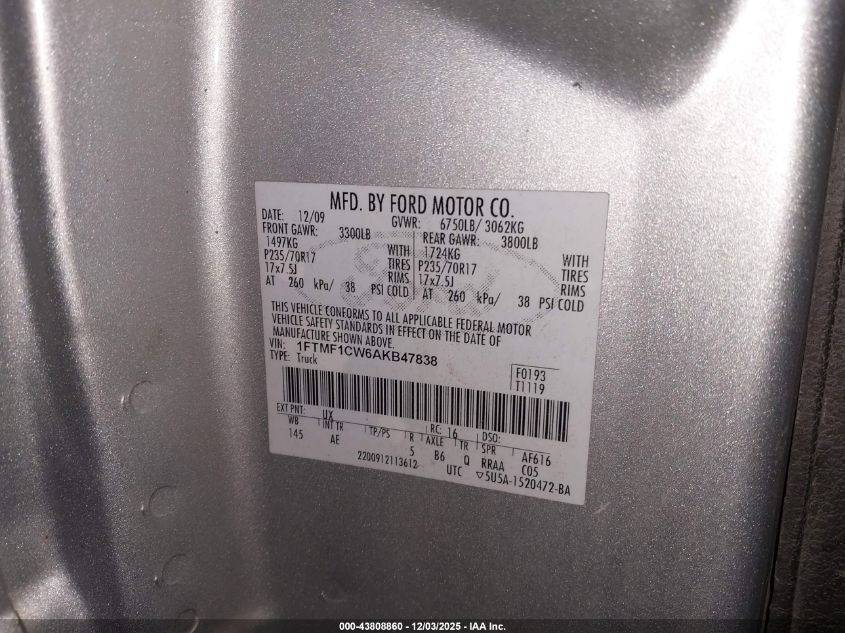 MFD. BY FORD MOTOR CO.
DATE: 12/09 GVWR: 6750LB/ 3062KG
FRONT GAWR: 3300LB REAR GAWR: 3800LB
1497KG WITH 1724KG WITH
P235/70R17 TIRES P235/70R17 TIRES
17x7.5J RIMS 17x7.5J RIMS
AT 260 kPa/ 38 PSI COLD AT 260 kPa/ 38 PSI COLD
THIS VEHICLE CONFORMS TO ALL APPLICABLE FEDERAL MOTOR
VEHICLE SAFETY STANDARDS IN EFFECT ON THE DATE OF
MANUFACTURE SHOWN ABOVE.
VIN: 1FTMF1CW6AKB47838
TYPE: Truck
F0193
T1119
EXT PNT: UX RC: 16 DSO:
WB INT TR TP/PS R AXLE TR SPR AF616
145 AE 5 B6 Q RRAA C05
2200912113612 UTC ▽5U5A-1520472-BA
000-43808860 - 12/03/2025 - IAA Inc.